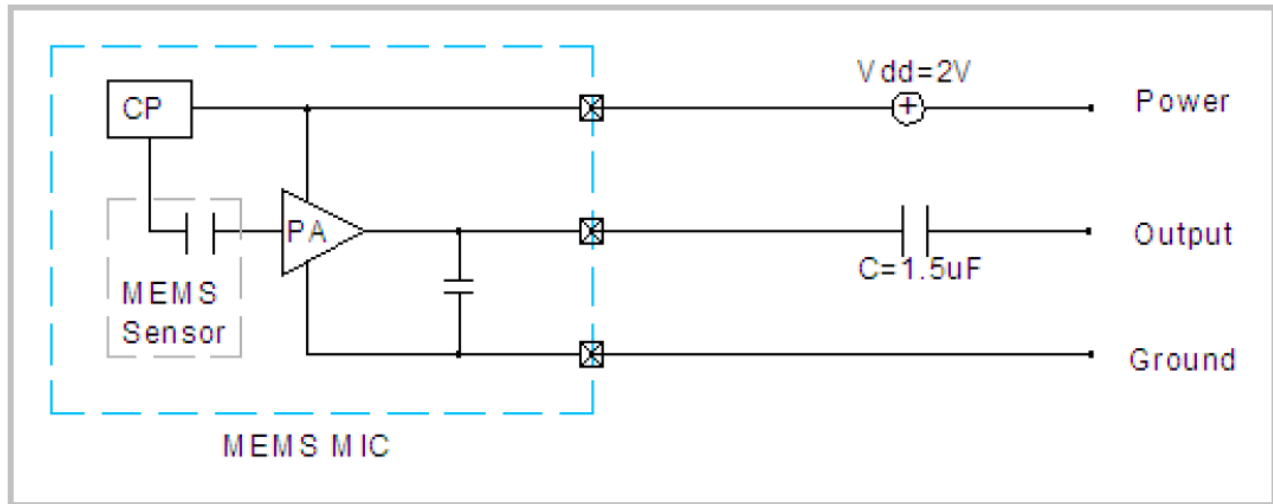 Vdd=2V
Power
CP
PA
Output
C=1.5uF
MEMS
Sensor
Ground
MEMS MIC